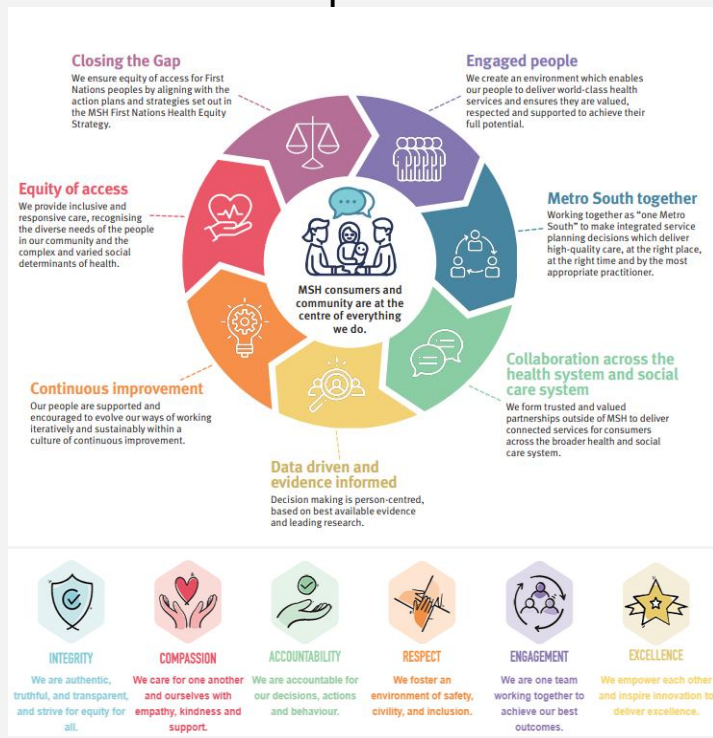 Closing the Gap
We ensure equity of access for First
Nations peoples by aligning with the
action plans and strategies set out in
the MSH First Nations Health Equity
Strategy.
Engaged people
We create an environment which enables
our people to deliver world-class health
services and ensures they are valued,
respected and supported to achieve their
full potential.
Equity of access
We provide inclusive and
responsive care, recognising
the diverse needs of the people
in our community and the
complex and varied social
determinants of health.
Metro South together
Working together as “one Metro
South” to make integrated service
planning decisions which deliver
high-quality care, at the right place,
at the right time and by the most
appropriate practitioner.
MSH consumers and
community are at the
centre of everything
we do.
Collaboration across the
health system and social
care system
We form trusted and valued
partnerships outside of MSH to deliver
connected services for consumers
across the broader health and social
care system.
Continuous improvement
Our people are supported and
encouraged to evolve our ways of working
iteratively and sustainably within a
culture of continuous improvement.
Data driven and
evidence informed
Decision making is person-centred,
based on best available evidence
and leading research.
INTEGRITY
We are authentic,
truthful, and transparent,
and strive for equity for
all.
COMPASSION
We care for one another
and ourselves with
empathy, kindness and
support.
ACCOUNTABILITY
We are accountable for
our decisions, actions
and behaviour.
RESPECT
We foster an
environment of safety,
civility, and inclusion.
ENGAGEMENT
We are one team
working together to
achieve our best
outcomes.
EXCELLENCE
We empower each other
and inspire innovation to
deliver excellence.